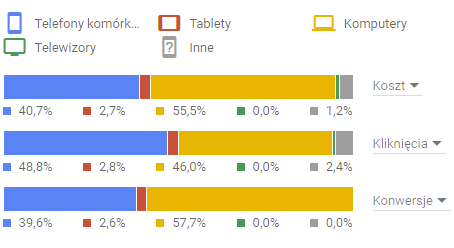 Telefony komórk... Tablety Komputery
Telewizory Inne
Koszt
40,7% 2,7% 55,5% 0,0% 1,2%
Kliknięcia
48,8% 2,8% 46,0% 0,0% 2,4%
Konwersje
39,6% 2,6% 57,7% 0,0% 0,0%